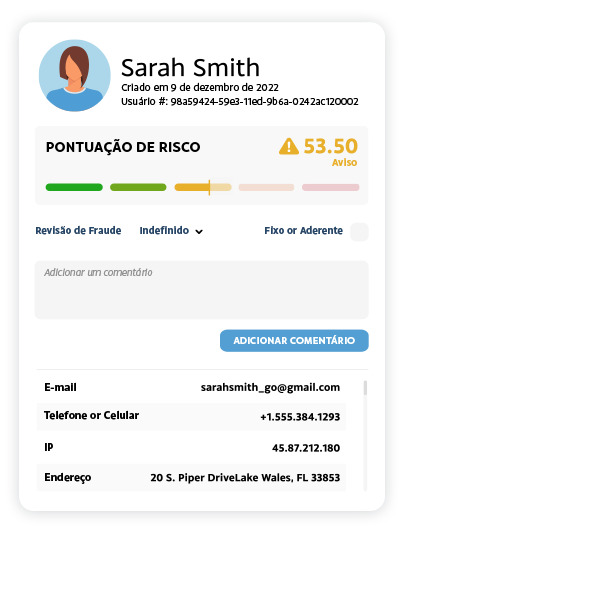 Sarah Smith
Criado em 9 de dezembro de 2022
Usuário #: 98a59424-59e3-11ed-9b6a-0242ac120002
PONTUAÇÃO DE RISCO
53.50
Aviso
Revisão de Fraude Indefinido Fixo or Aderente
Adicionar um comentário
ADICIONAR COMENTÁRIO
E-mail sarahsmith_go@gmail.com
Telefone or Celular +1.555.384.1293
IP 45.87.212.180
Endereço 20 S. Piper DriveLake Wales, FL 33853